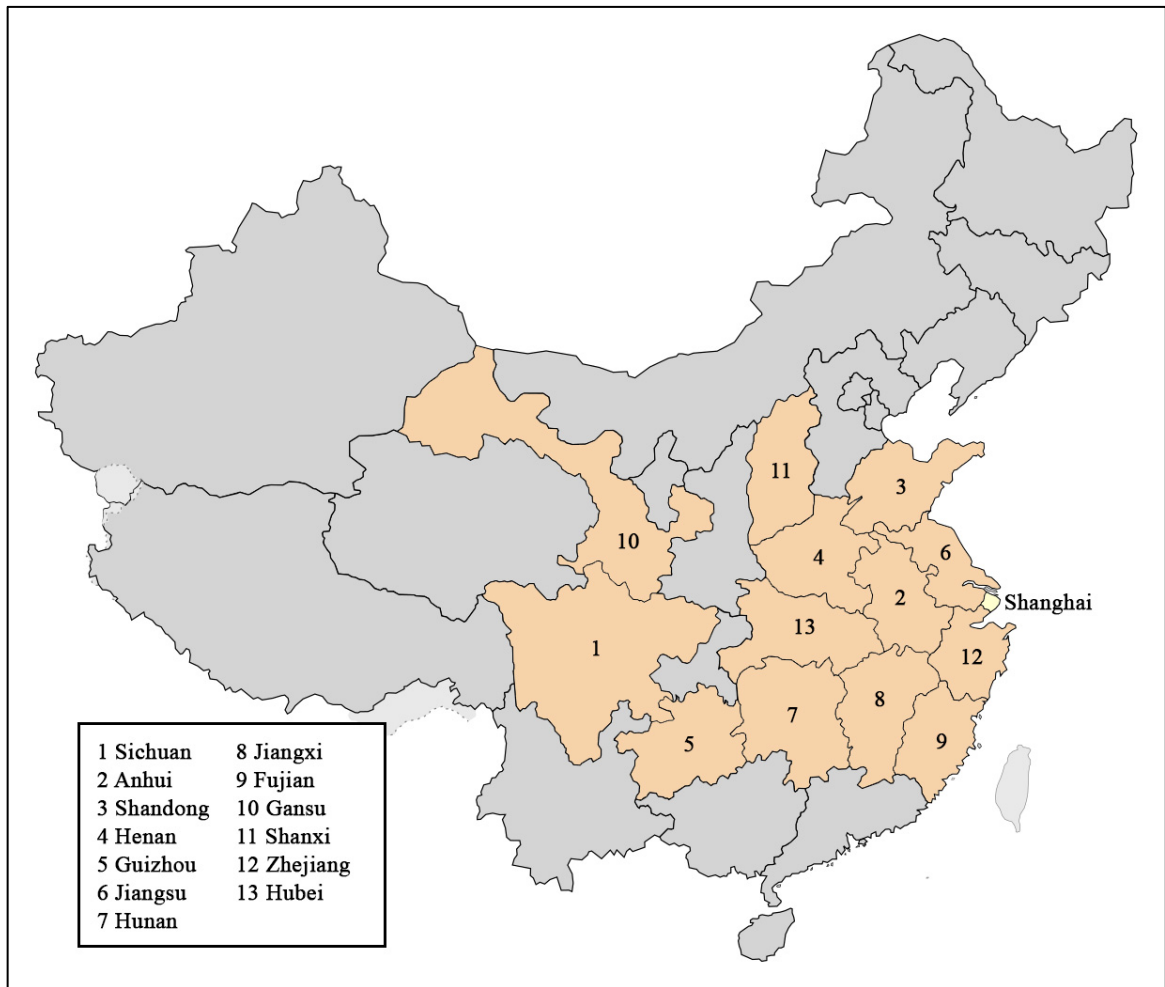 11
3
10
4
6
2
Shanghai
13
1
12
8
7
5
9
1 Sichuan
2 Anhui
3 Shandong
4 Henan
5 Guizhou
6 Jiangsu
7 Hunan
8 Jiangxi
9 Fujian
10 Gansu
11 Shanxi
12 Zhejiang
13 Hubei